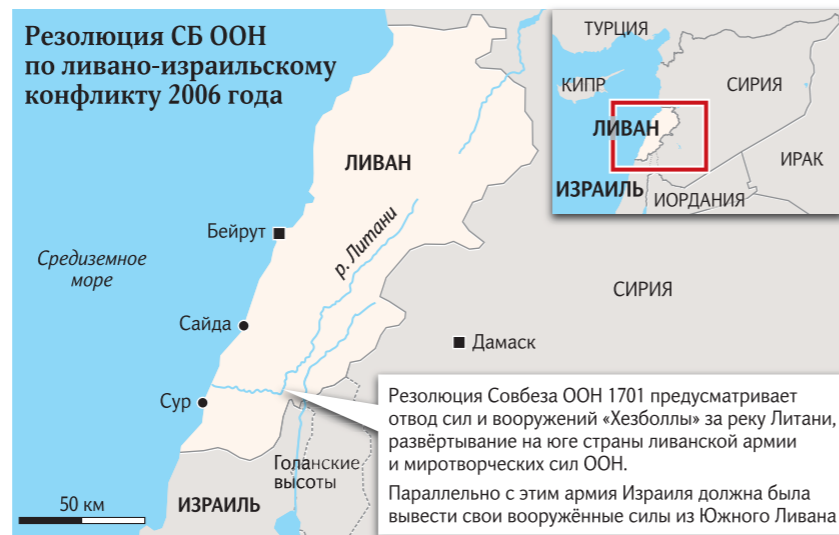 Резолюция СБ ООН
по ливано-израильскому
конфликту 2006 года
ТУРЦИЯ
КИПР
СИРИЯ
ЛИВАН
ИРАК
ИЗРАИЛЬ
ИОРДАНИЯ
ЛИВАН
р. Литани
Бейрут
Средиземное
море
СИРИЯ
Сайда
Дамаск
Сур
Резолюция Совбеза ООН 1701 предусматривает
отвод сил и вооружений «Хезболлы» за реку Литани,
развёртывание на юге страны ливанской армии
и миротворческих сил ООН.
Параллельно с этим армия Израиля должна была
вывести свои вооружённые силы из Южного Ливана
Голанские
высоты
ИЗРАИЛЬ
50 км